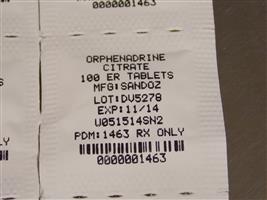 0000001463
ORPHENADRINE
CITRATE
100 ER TABLETS
MFG:SANDOZ
LOT:DV5278
EXP:11/14
U051514SN2
PDM:1463 RX ONLY
0000001463
LY